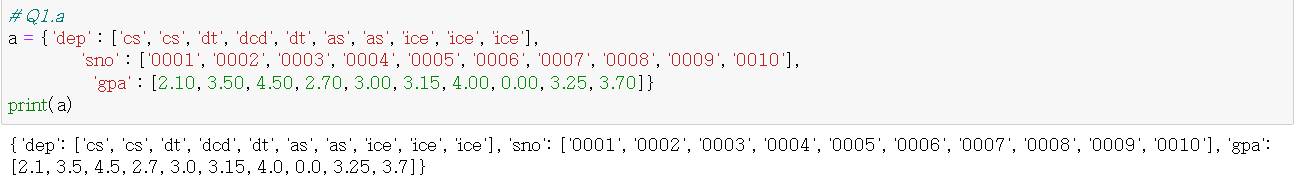 # Q1.a
a = {'dep': ['cs','cs','dt','dcd','dt','as','as','ice','ice','ice'],
'sno': ['0001','0002','0003','0004','0005','0006','0007','0008','0009','0010'],
'gpa': [2.10,3.50,4.50,2.70,3.00,3.15,4.00,0.00,3.25,3.70]}
print(a)
{'dep': ['cs','cs','dt','dcd','dt','as','as','ice','ice','ice'],'sno': ['0001','0002','0003','0004','0005','0006','0007','0008','0009','0010'],'gpa':
[2.1,3.5,4.5,2.7,3.0,3.15,4.0,0.0,3.25,3.7]}